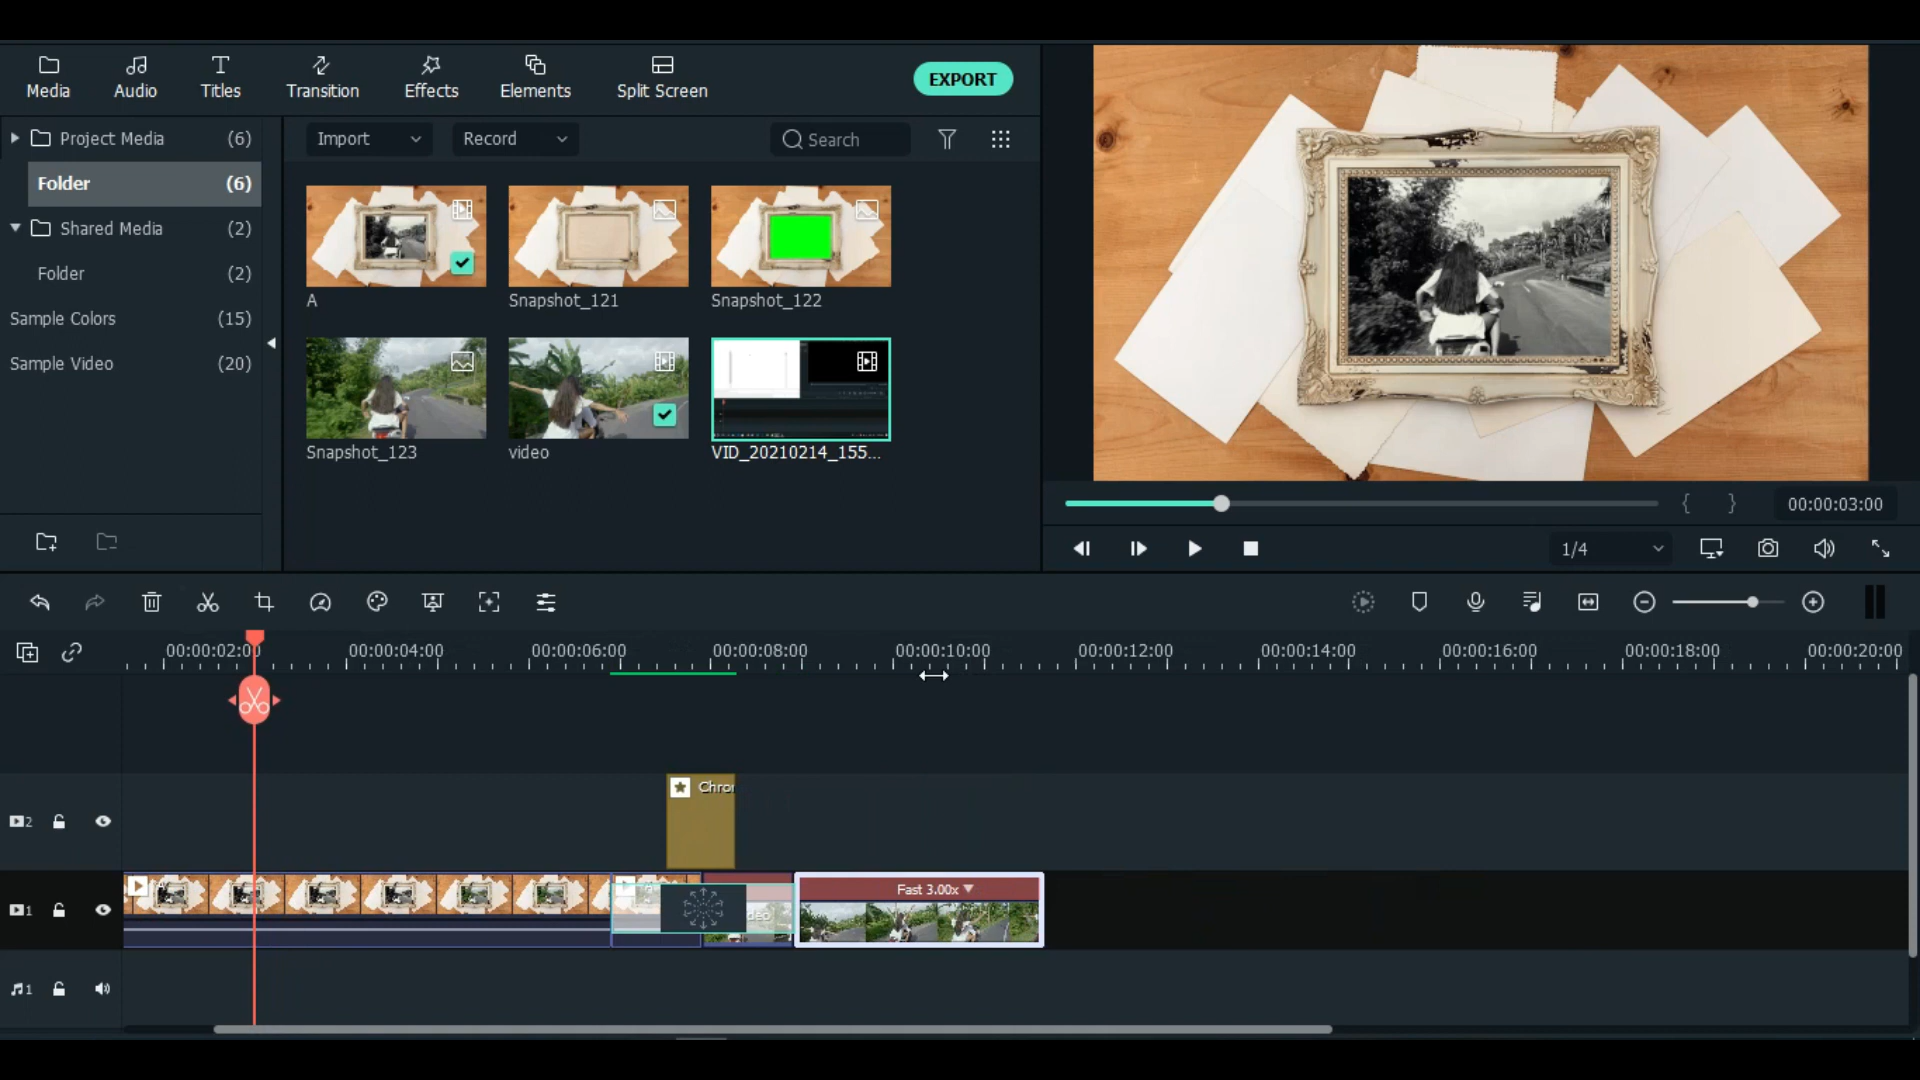 Media
Audio
Titles
Transition
Effects
Elements
Split Screen
EXPORT
Project Media (6)
Folder (6)
Shared Media (2)
Folder (2)
Sample Colors (15)
Sample Video (20)
Import
Record
Search
A
Snapshot_121
Snapshot_122
Snapshot_123
video
VID_20210214_155...
{ } 00:00:03:00
1/4
00:00:02:00 00:00:04:00 00:00:06:00 00:00:08:00 00:00:10:00 00:00:12:00 00:00:14:00 00:00:16:00 00:00:18:00 00:00:20:00
2
Chro
1
Fast 3.00x
deo
1